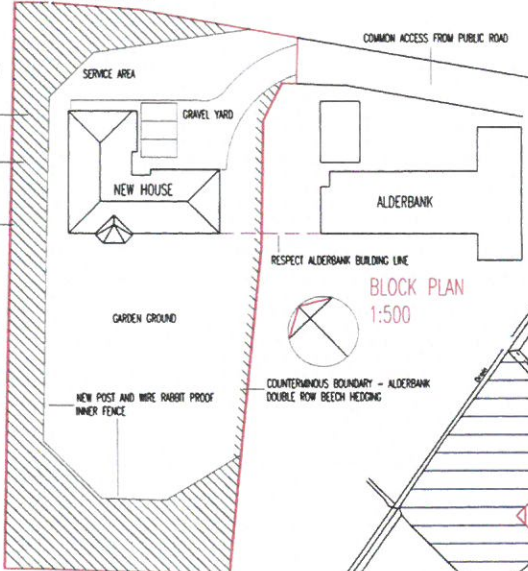 COMMON ACCESS FROM PUBLIC ROAD
SERVICE AREA
GRAVEL YARD
NEW HOUSE
ALDERBANK
RESPECT ALDERBANK BUILDING LINE
BLOCK PLAN
1:500
GARDEN GROUND
COUNTERMINOUS BOUNDARY - ALDERBANK
DOUBLE ROW BEECH HEDGING
NEW POST AND WIRE RABBIT PROOF
INNER FENCE
Drain